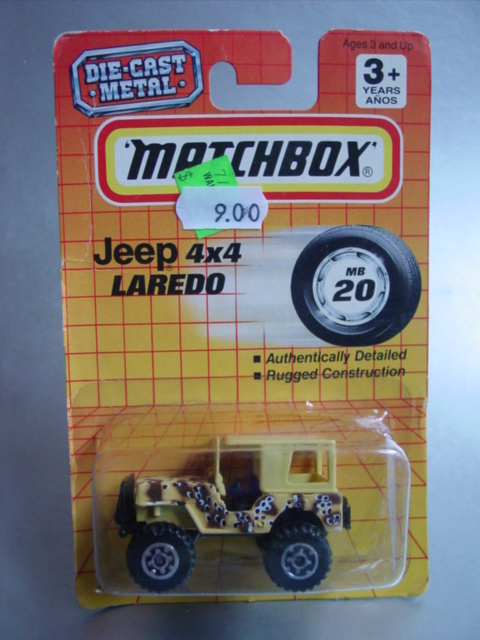 Ages 3 and Up
DIE-CAST
METAL
3+
YEARS
AÑOS
MATCHBOX®
9.00
Jeep® 4x4
LAREDO
MB
20
▪ Authentically Detailed
▪ Rugged Construction